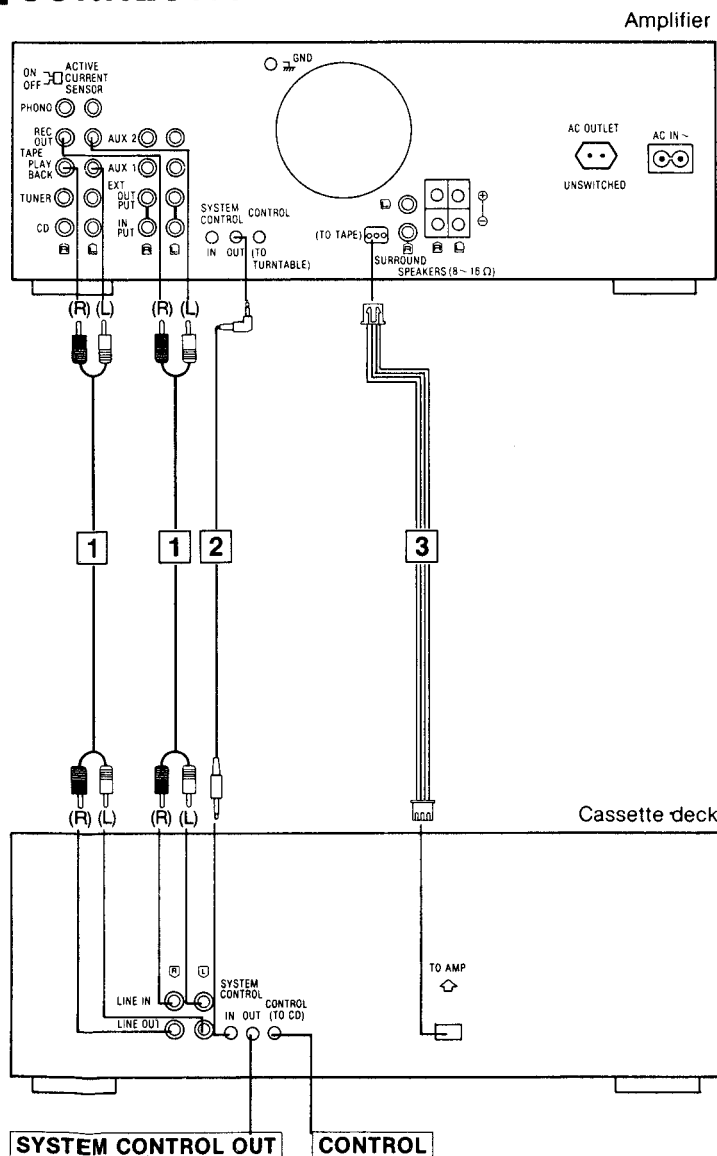 Amplifier
GND
ON
OFF
ACTIVE
CURRENT
SENSOR
PHONO
REC
OUT
AUX 2
TAPE
PLAY
BACK
AUX 1
EXT
OUT
PUT
TUNER
CD
IN
PUT
R
L
R
L
SYSTEM
CONTROL
CONTROL
IN
OUT
(TO
TURNTABLE)
(TO TAPE)
L
R
SURROUND
R
L
⊕
⊖
SPEAKERS (8~16 Ω)
AC OUTLET
UNSWITCHED
AC IN ~
(R) (L)
(R) (L)
1
1
2
3
(R) (L)
(R) (L)
Cassette deck
R
L
LINE IN
LINE OUT
SYSTEM
CONTROL
IN OUT
CONTROL
(TO CD)
TO AMP
SYSTEM CONTROL OUT
CONTROL